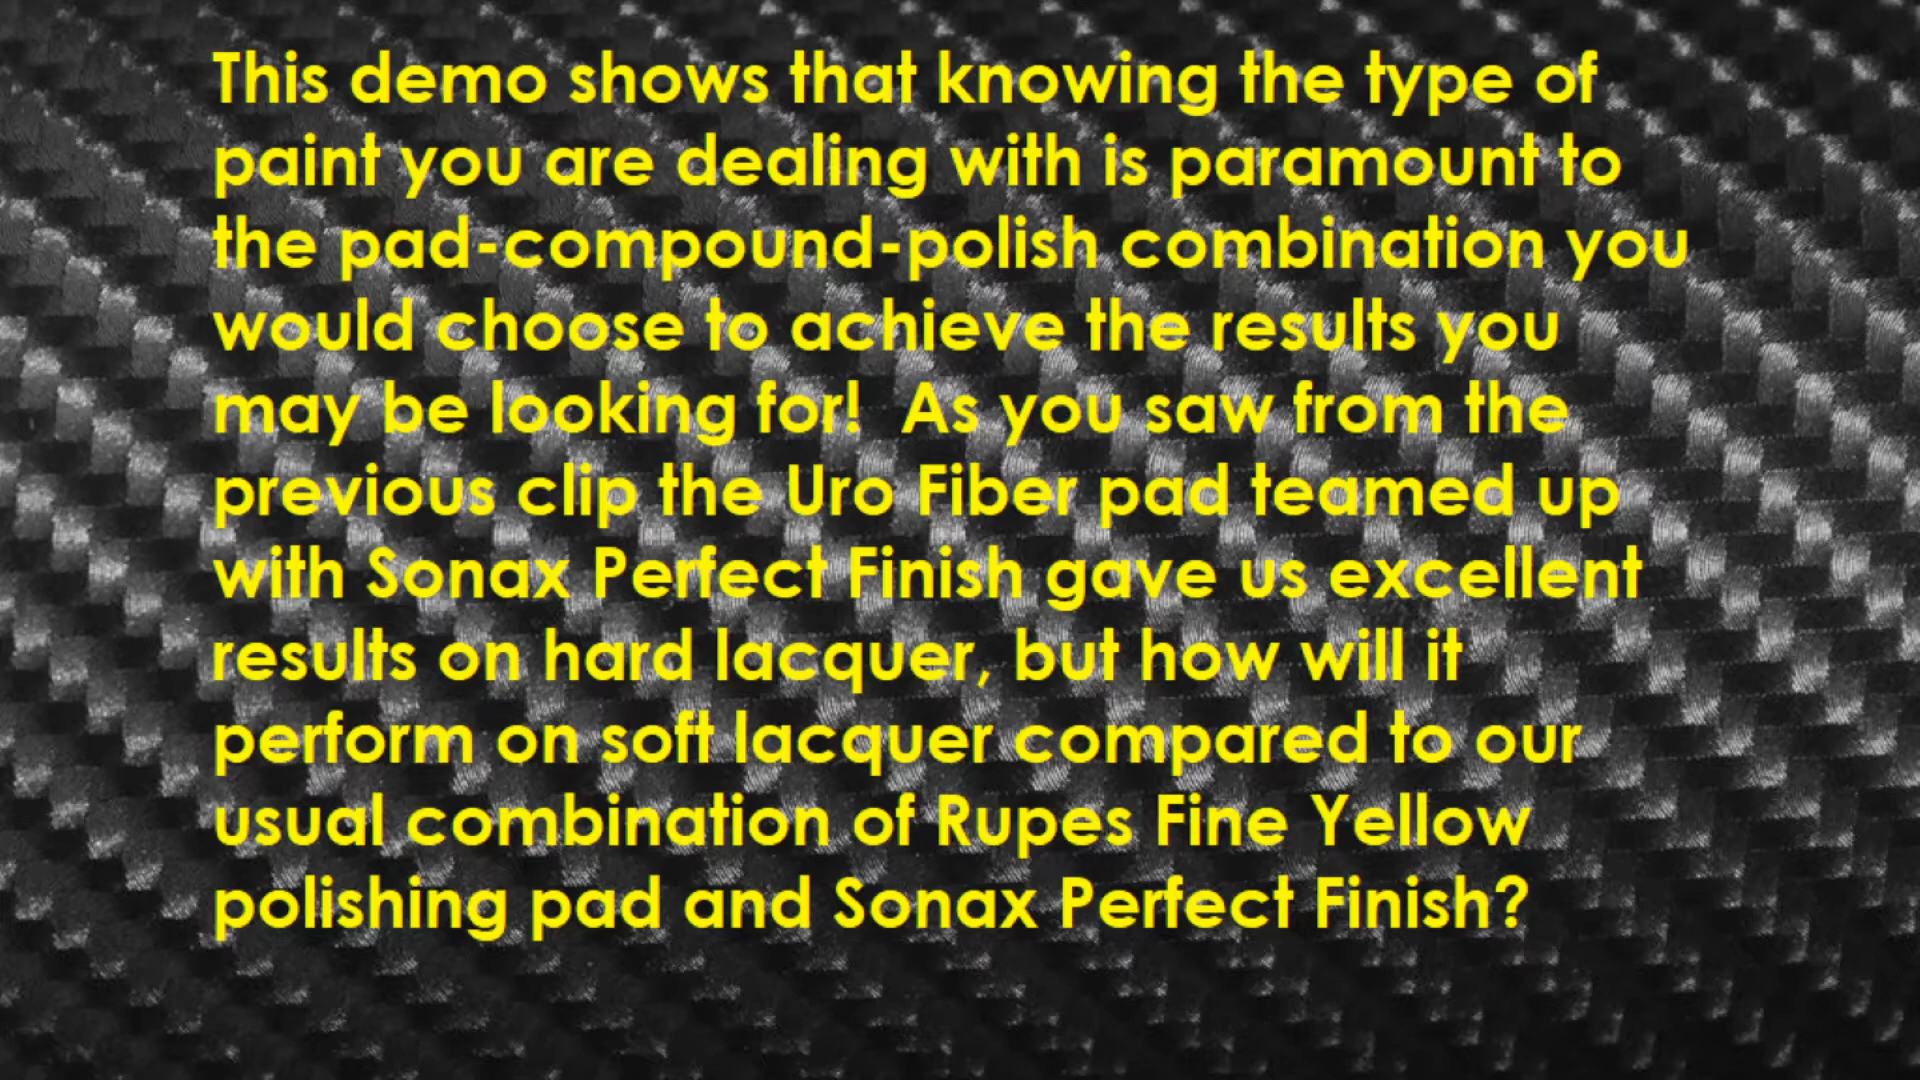 This demo shows that knowing the type of
paint you are dealing with is paramount to
the pad-compound-polish combination you
would choose to achieve the results you
may be looking for!  As you saw from the
previous clip the Uro Fiber pad teamed up
with Sonax Perfect Finish gave us excellent
results on hard lacquer, but how will it
perform on soft lacquer compared to our
usual combination of Rupes Fine Yellow
polishing pad and Sonax Perfect Finish?